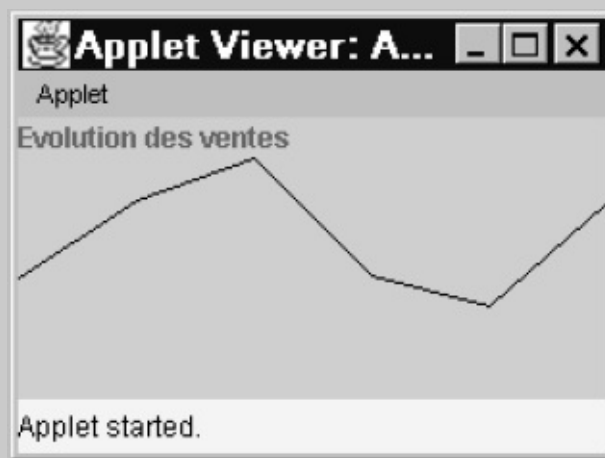 Applet Viewer: A...
Applet
Evolution des ventes
Applet started.